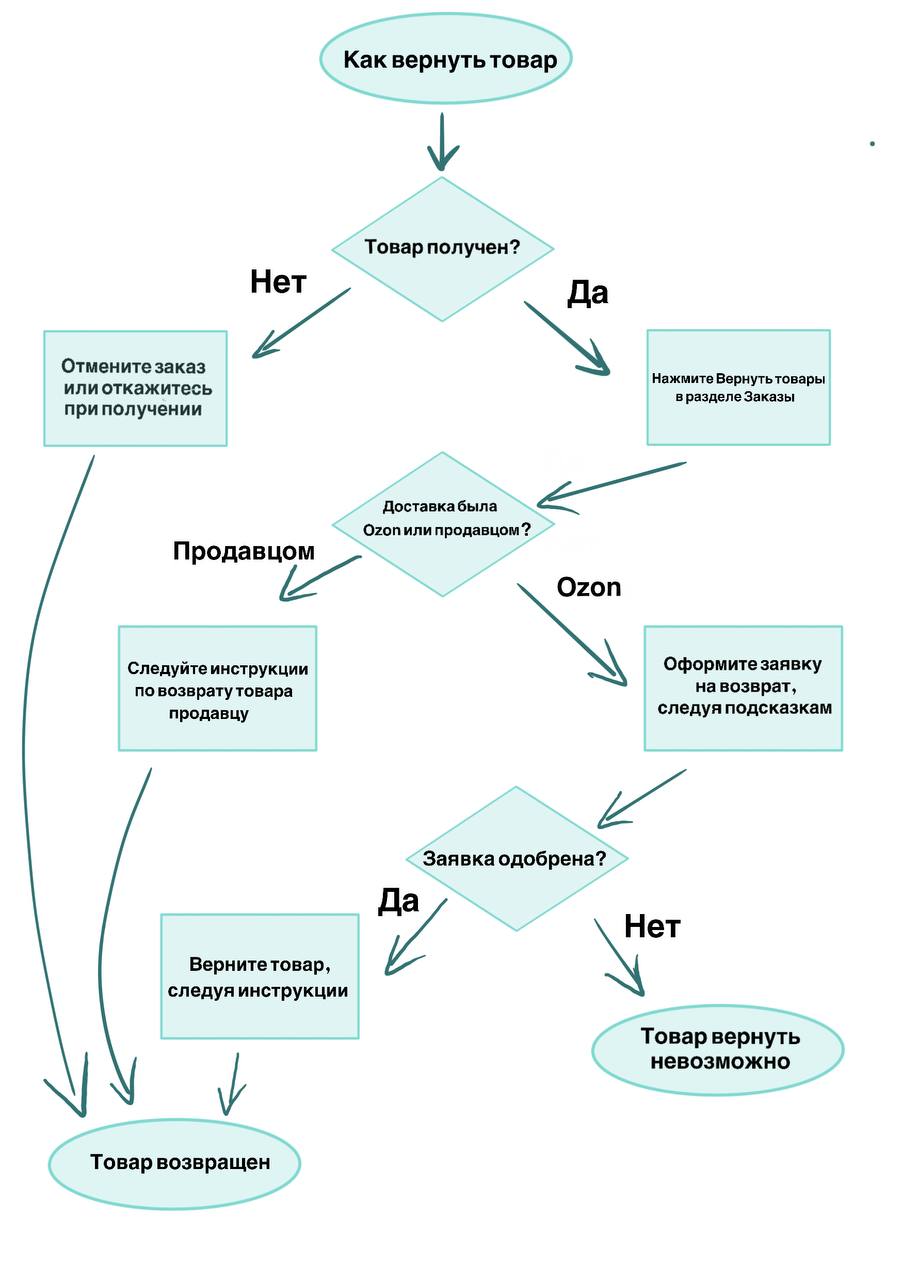 Как вернуть товар
Товар получен?
Нет
Да
Отмените заказ
или откажитесь
при получении
Нажмите Вернуть товары
в разделе Заказы
Доставка была
Ozon или продавцом?
Продавцом
Ozon
Следуйте инструкции
по возврату товара
продавцу
Оформите заявку
на возврат,
следуя подсказкам
Заявка одобрена?
Да
Нет
Верните товар,
следуя инструкции
Товар вернуть
невозможно
Товар возвращен